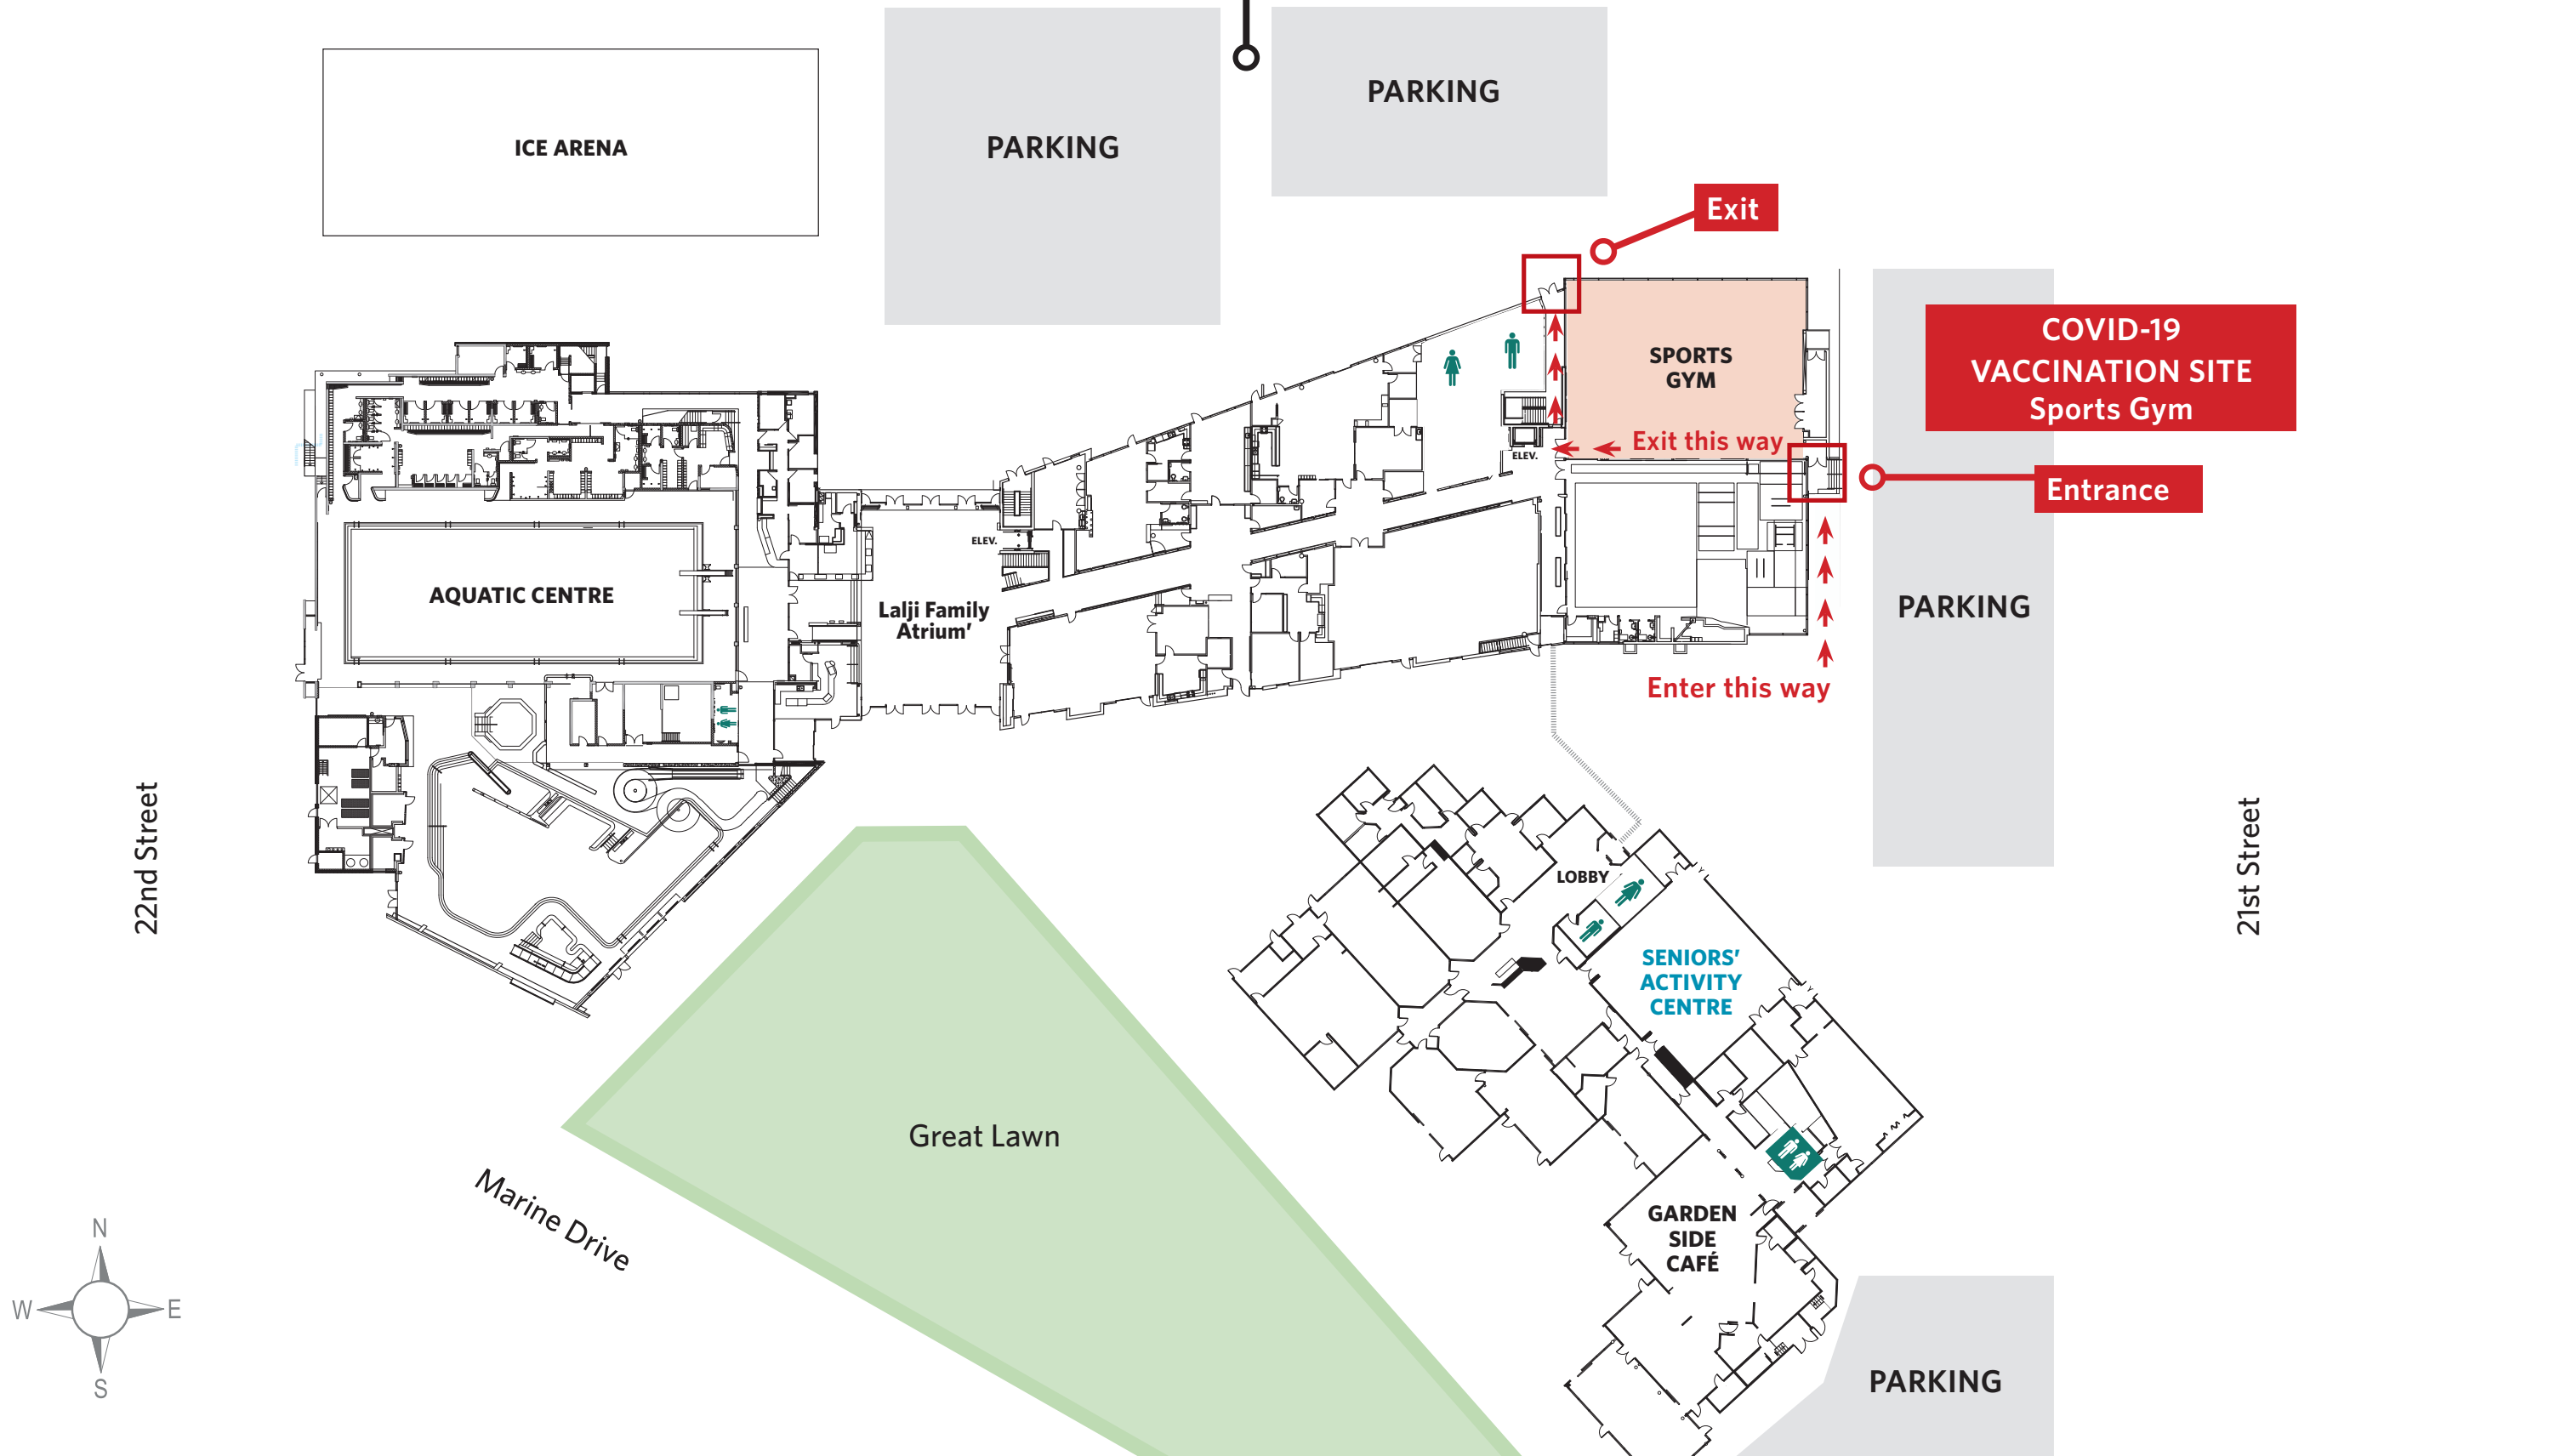 ICE ARENA
PARKING
PARKING
Exit
SPORTS
GYM
COVID-19
VACCINATION SITE
Sports Gym
Exit this way
ELEV.
Entrance
ELEV.
AQUATIC CENTRE
Lalji Family
Atrium'
PARKING
Enter this way
22nd Street
21st Street
LOBBY
SENIORS'
ACTIVITY
CENTRE
Great Lawn
Marine Drive
GARDEN
SIDE
CAFÉ
PARKING
N
W
E
S